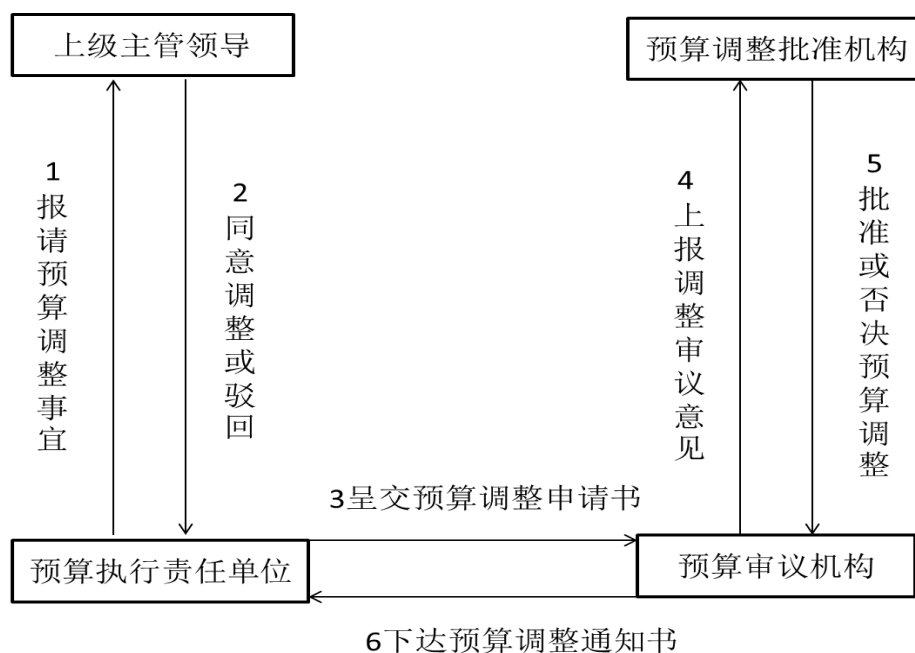 上级主管领导
预算调整批准机构
1报请预算调整事宜
2同意调整或驳回
4上报调整审议意见
5批准或否决预算调整
3呈交预算调整申请书
预算执行责任单位
预算审议机构
6下达预算调整通知书